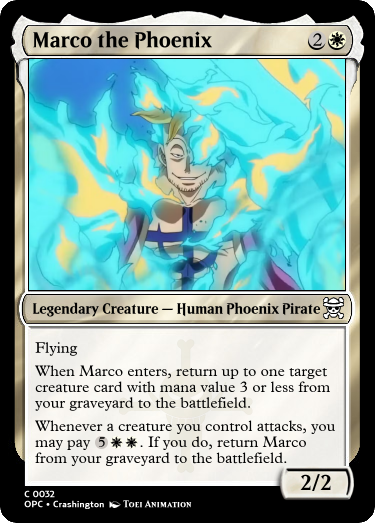 Marco the Phoenix 2
Legendary Creature — Human Phoenix Pirate
Flying
When Marco enters, return up to one target
creature card with mana value 3 or less from
your graveyard to the battlefield.
Whenever a creature you control attacks, you
may pay 5. If you do, return Marco
from your graveyard to the battlefield.
2/2
C 0032
OPC • Crashington TOEI ANIMATION